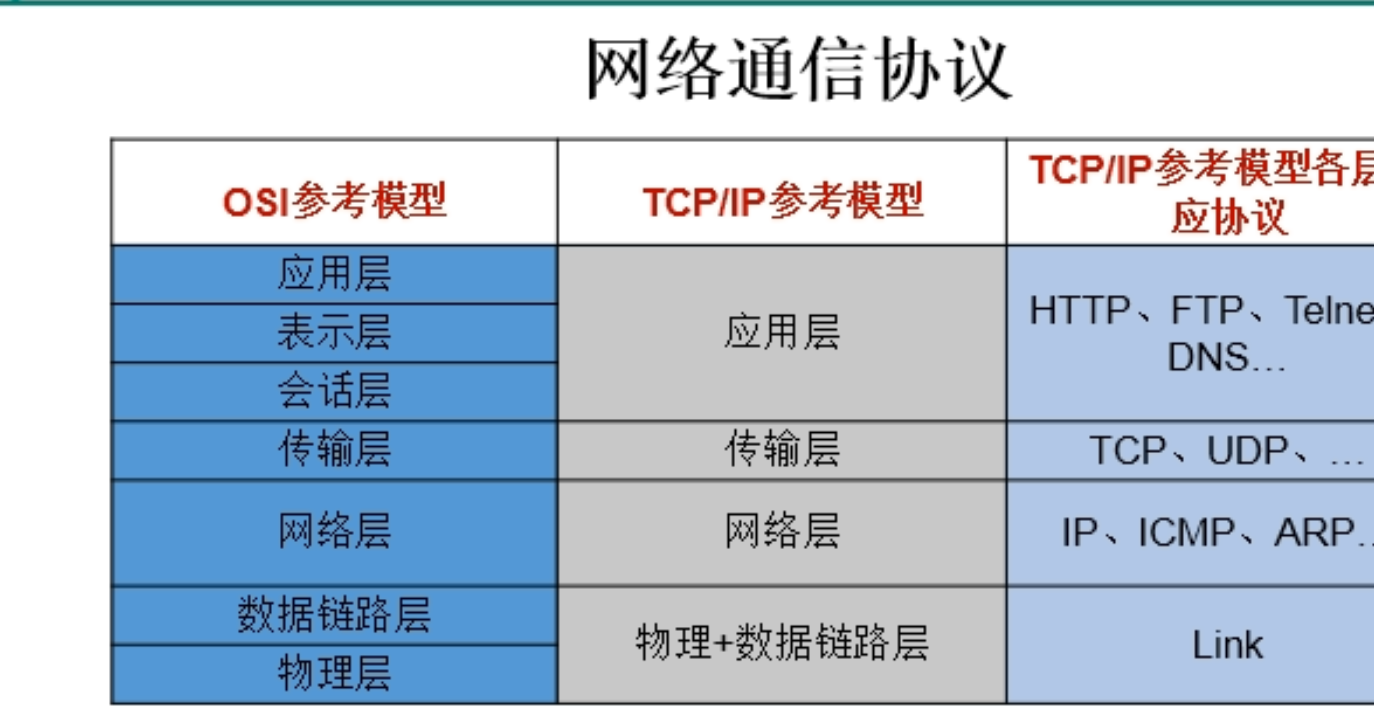 网络通信协议
OSI参考模型
TCP/IP参考模型
TCP/IP参考模型各层
应协议
应用层
表示层
会话层
应用层
HTTP、FTP、Telne
DNS...
传输层
传输层
TCP、UDP、...
网络层
网络层
IP、ICMP、ARP..
数据链路层
物理层
物理+数据链路层
Link